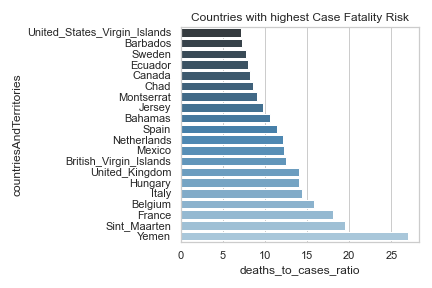 Countries with highest Case Fatality Risk
countriesAndTerritories
United_States_Virgin_Islands
Barbados
Sweden
Ecuador
Canada
Chad
Montserrat
Jersey
Bahamas
Spain
Netherlands
Mexico
British_Virgin_Islands
United_Kingdom
Hungary
Italy
Belgium
France
Sint_Maarten
Yemen
0 5 10 15 20 25
deaths_to_cases_ratio